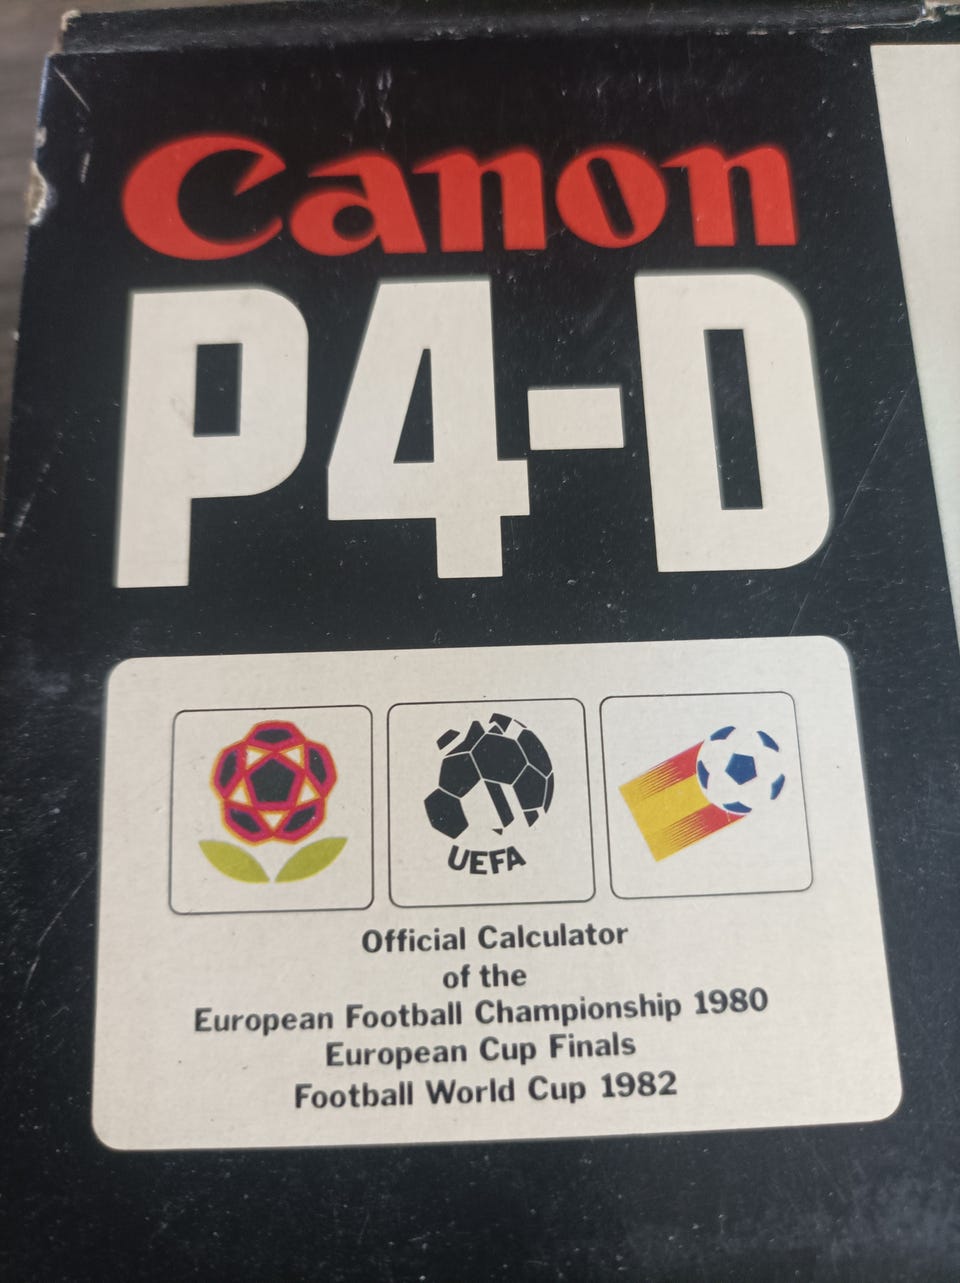 Canon
P4-D
UEFA
Official Calculator
of the
European Football Championship 1980
European Cup Finals
Football World Cup 1982